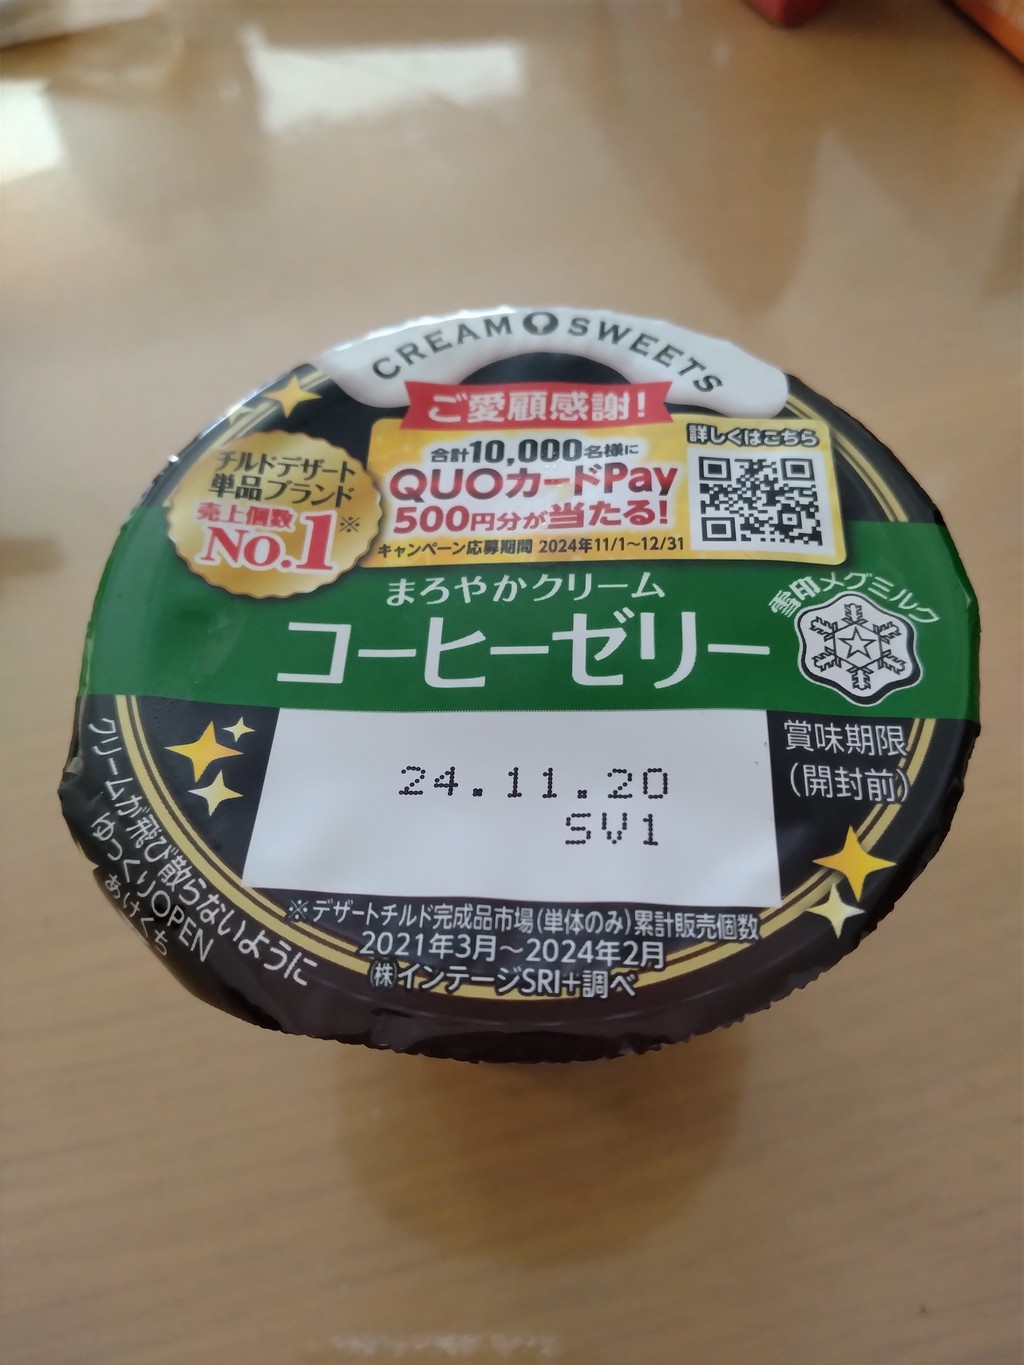 CREAM SWEETS
ご愛顧感謝!
合計10,000名様に
QUOカードPay
500円分が当たる!
キャンペーン応募期間 2024年11/1~12/31
詳しくはこちら
チルドデザート
単品ブランド
売上個数※
No.1
まろやかクリーム
コーヒーゼリー
雪印メグミルク
24.11.20
SV1
賞味期限
(開封前)
クリームが飛び散らないように
ゆっくりOPEN
あけくち
※デザートチルド完成品市場(単体のみ)累計販売個数
2021年3月~2024年2月
㈱インテージSRI+調べ